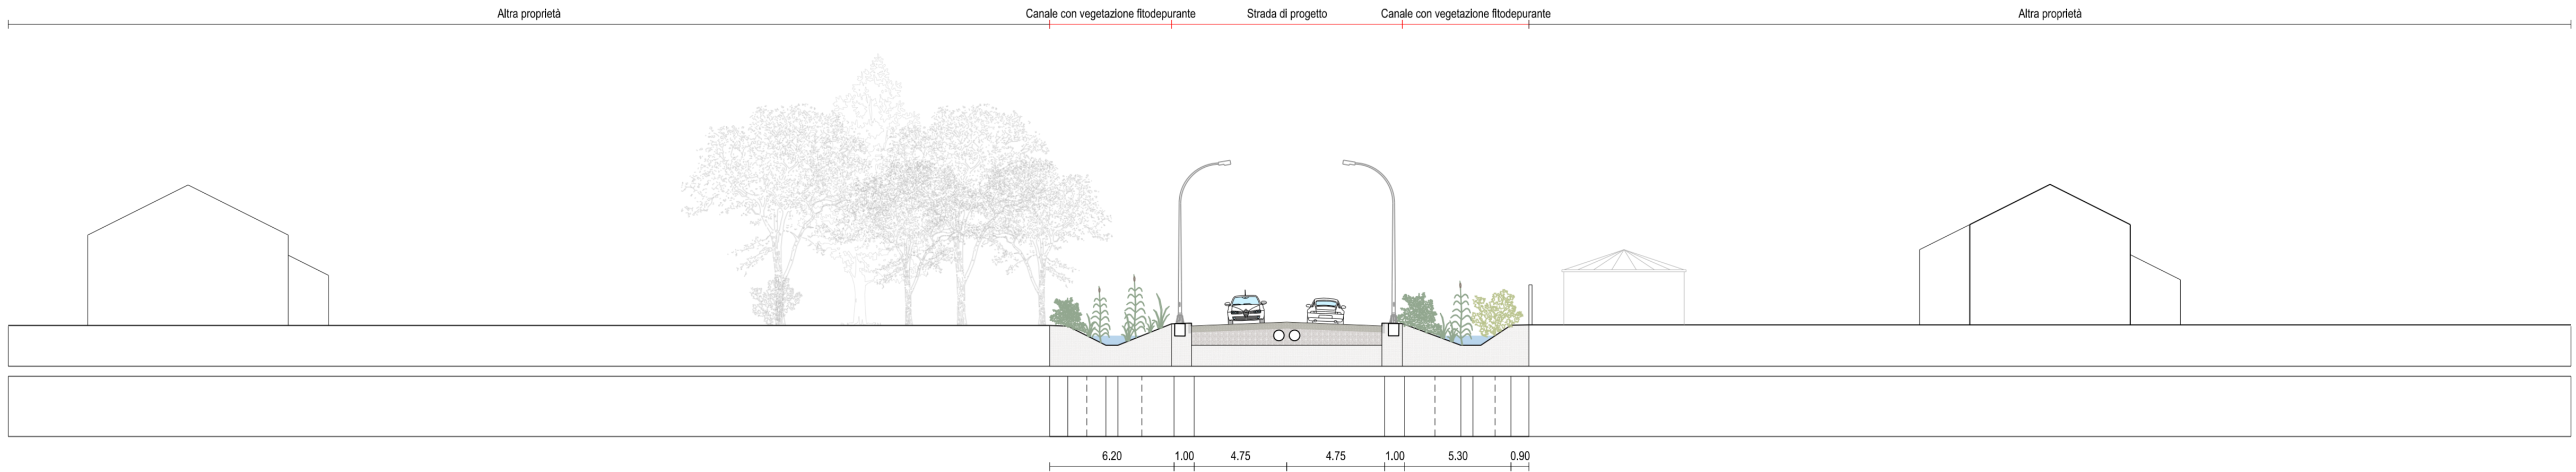 Altra proprietà
Canale con vegetazione fitodepurante
Strada di progetto
Canale con vegetazione fitodepurante
Altra proprietà
6.20 1.00 4.75 4.75 1.00 5.30 0.90